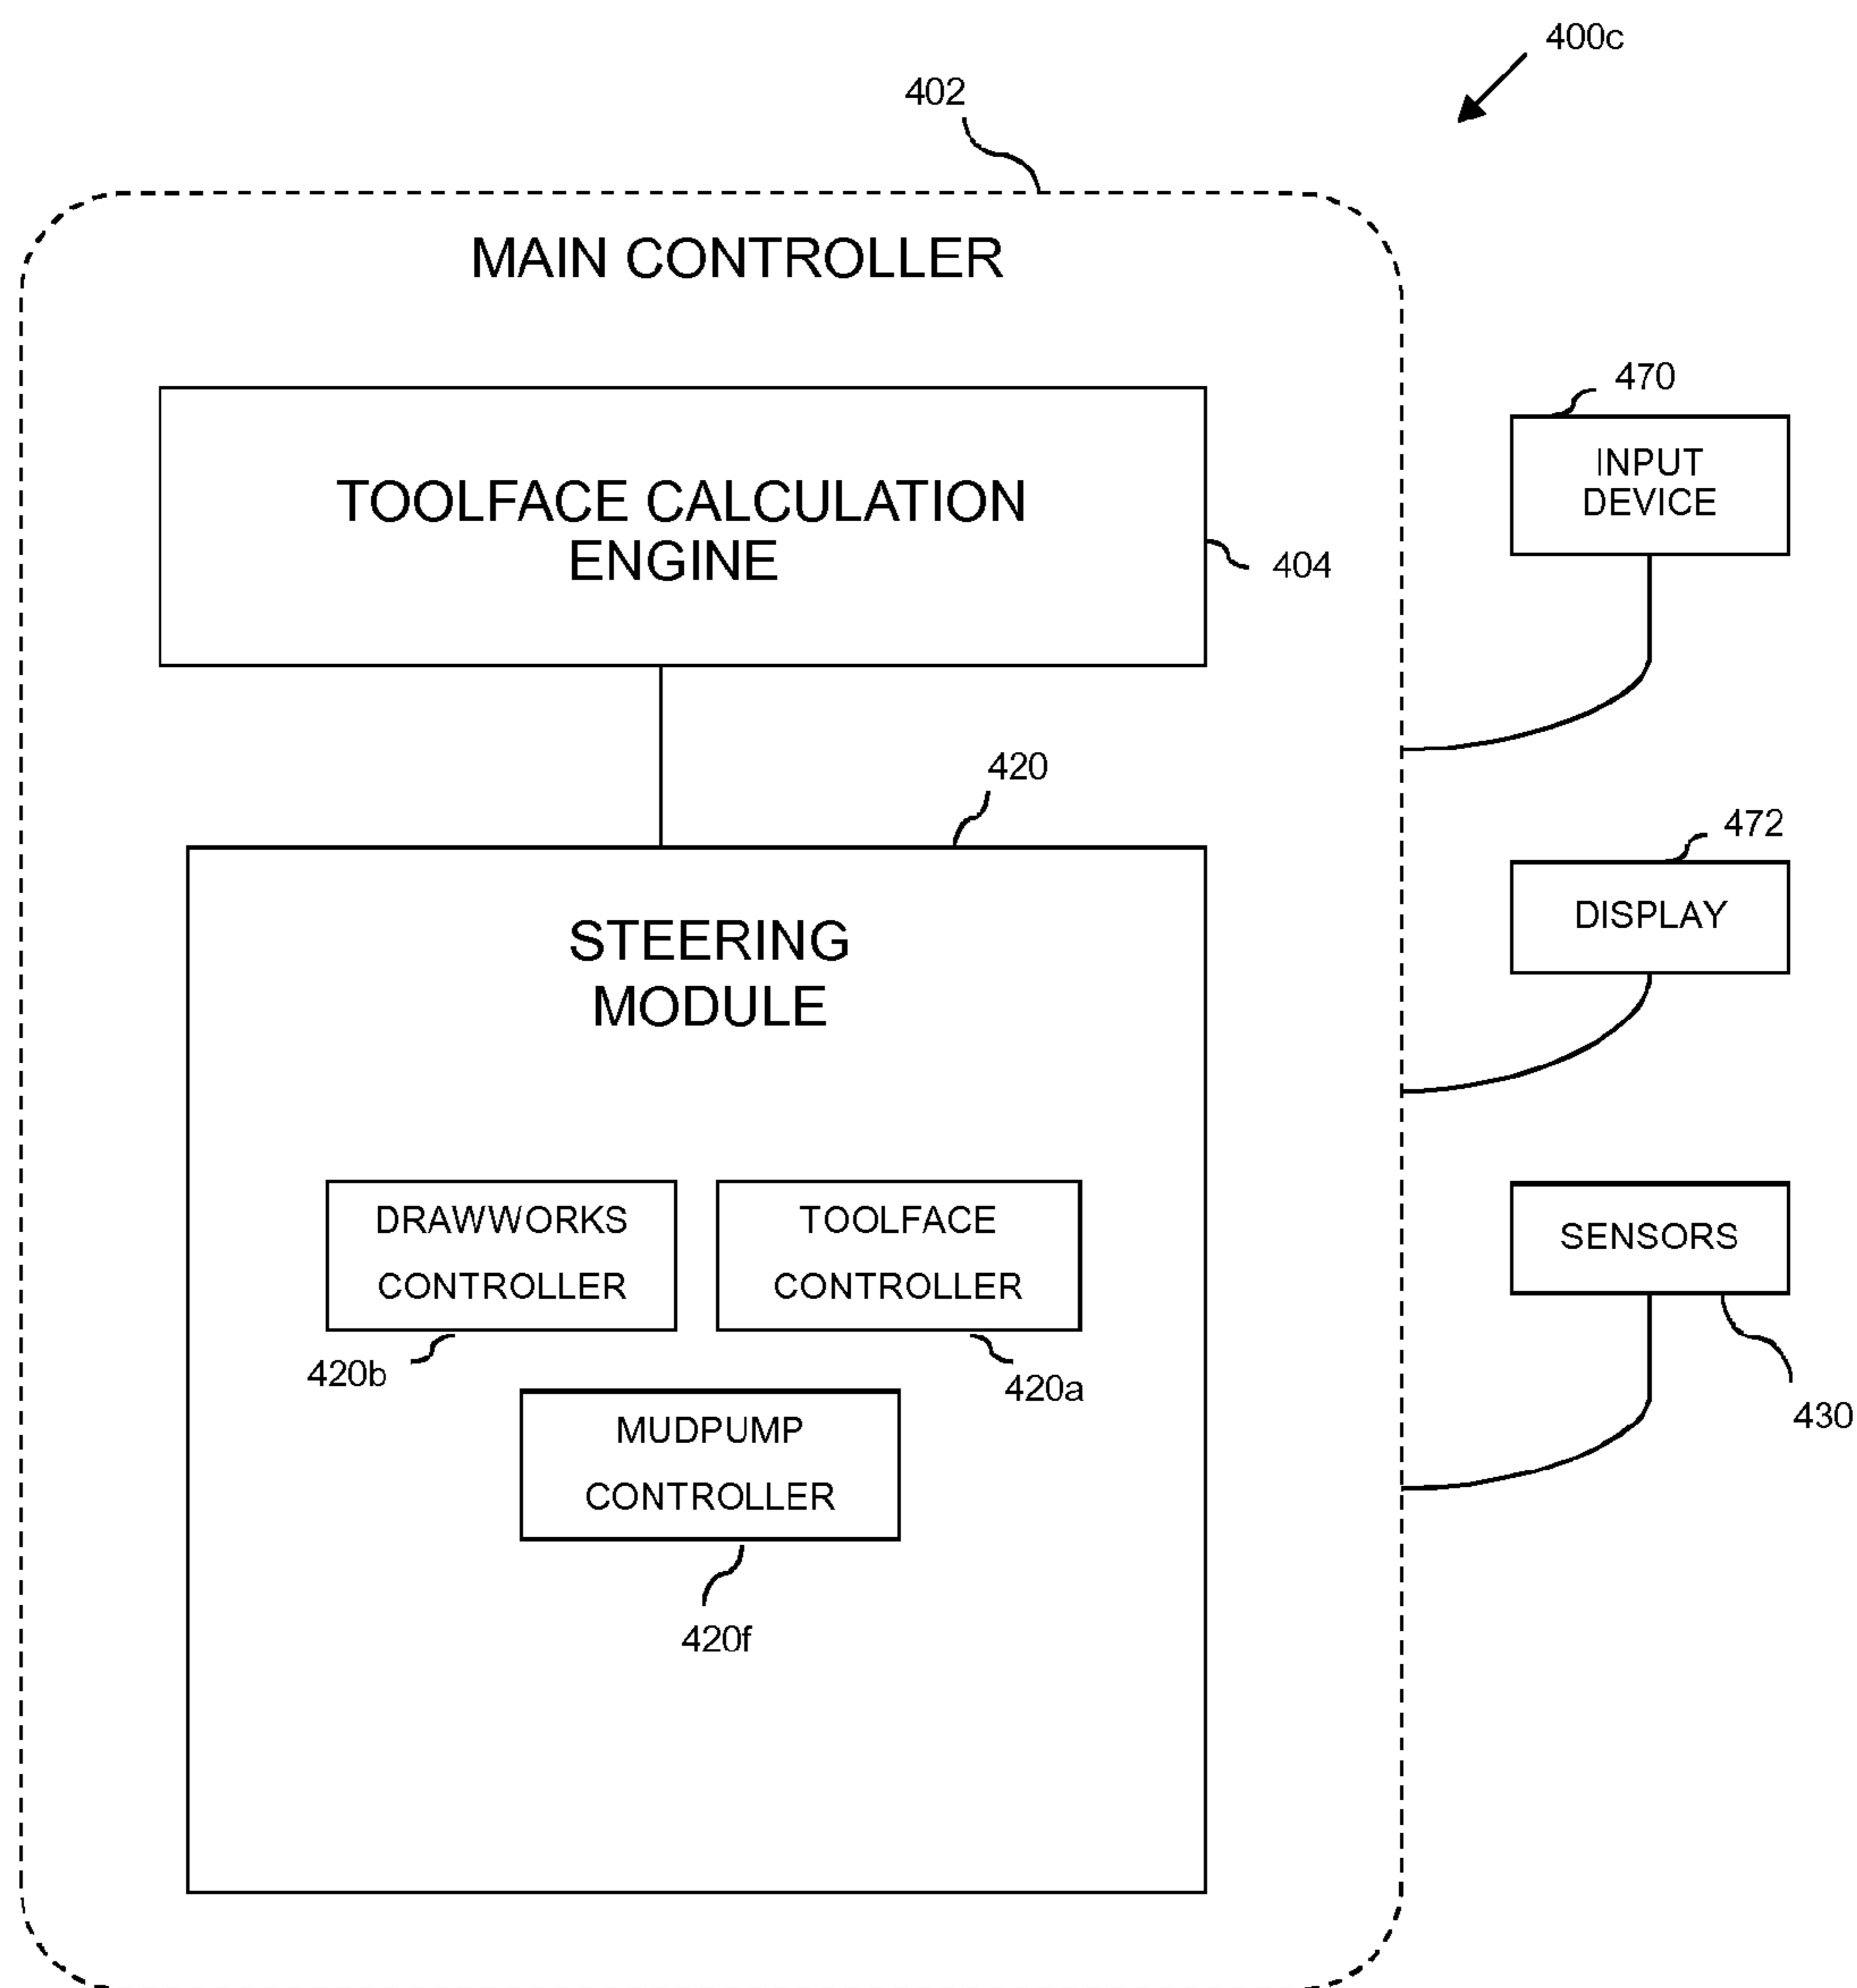 400c
402
MAIN CONTROLLER
TOOLFACE CALCULATION
ENGINE
404
470
INPUT
DEVICE
420
STEERING
MODULE
472
DISPLAY
DRAWWORKS
CONTROLLER
420b
TOOLFACE
CONTROLLER
420a
SENSORS
430
MUDPUMP
CONTROLLER
420f